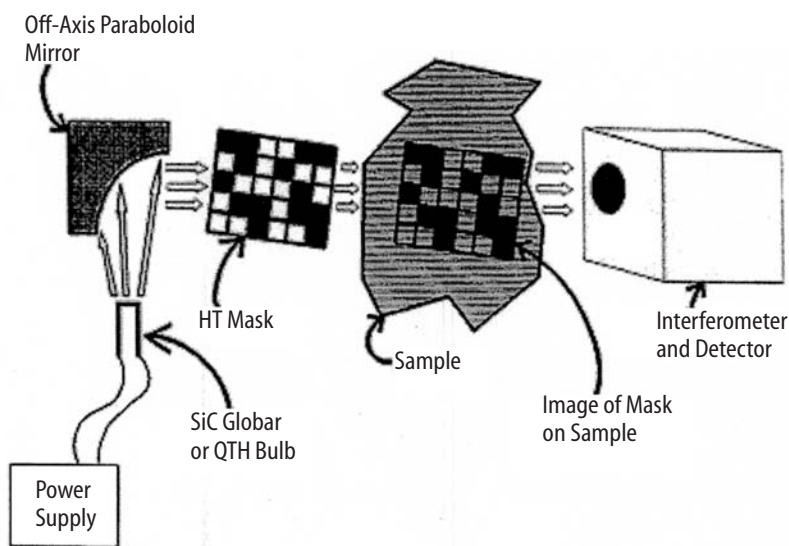 Off-Axis Paraboloid
Mirror
HT Mask
Sample
Interferometer
and Detector
SiC Globar
or QTH Bulb
Image of Mask
on Sample
Power
Supply